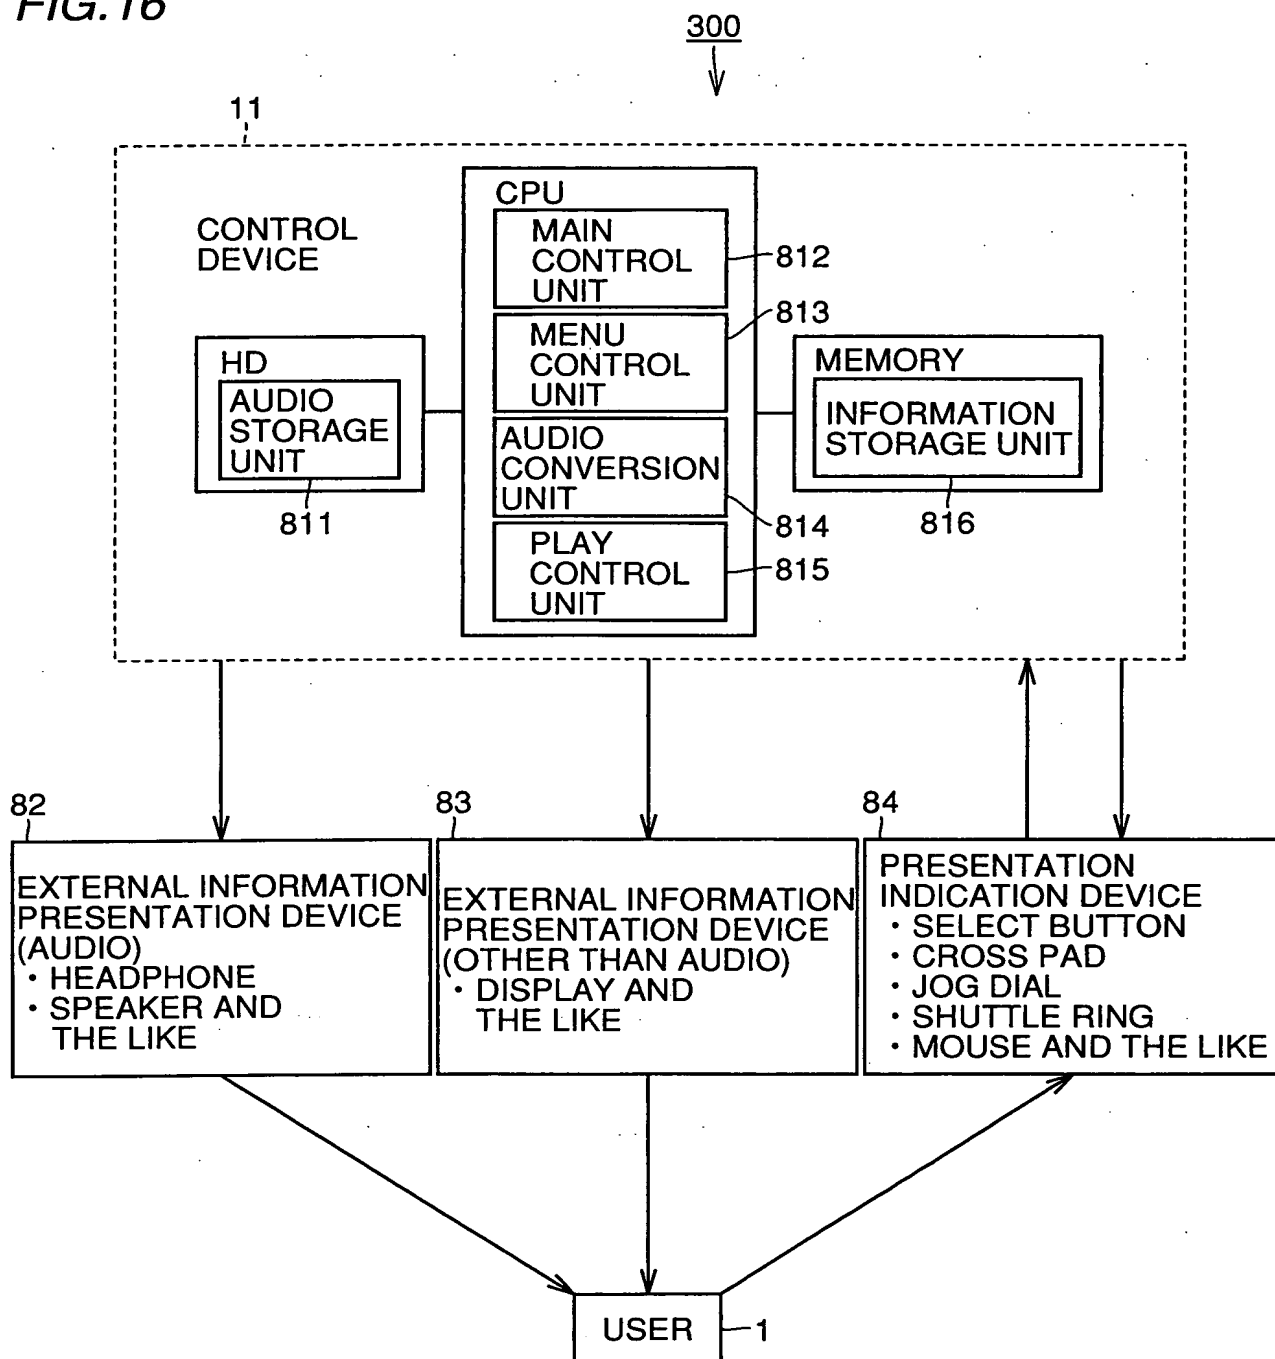 FIG.16
300
11
CONTROL
DEVICE
CPU
MAIN
CONTROL
UNIT
812
MENU
CONTROL
UNIT
813
AUDIO
CONVERSION
UNIT
814
PLAY
CONTROL
UNIT
815
HD
AUDIO
STORAGE
UNIT
811
MEMORY
INFORMATION
STORAGE UNIT
816
82
EXTERNAL INFORMATION
PRESENTATION DEVICE
(AUDIO)
・HEADPHONE
・SPEAKER AND
THE LIKE
83
EXTERNAL INFORMATION
PRESENTATION DEVICE
(OTHER THAN AUDIO)
・DISPLAY AND
THE LIKE
84
PRESENTATION
INDICATION DEVICE
・SELECT BUTTON
・CROSS PAD
・JOG DIAL
・SHUTTLE RING
・MOUSE AND THE LIKE
USER
1